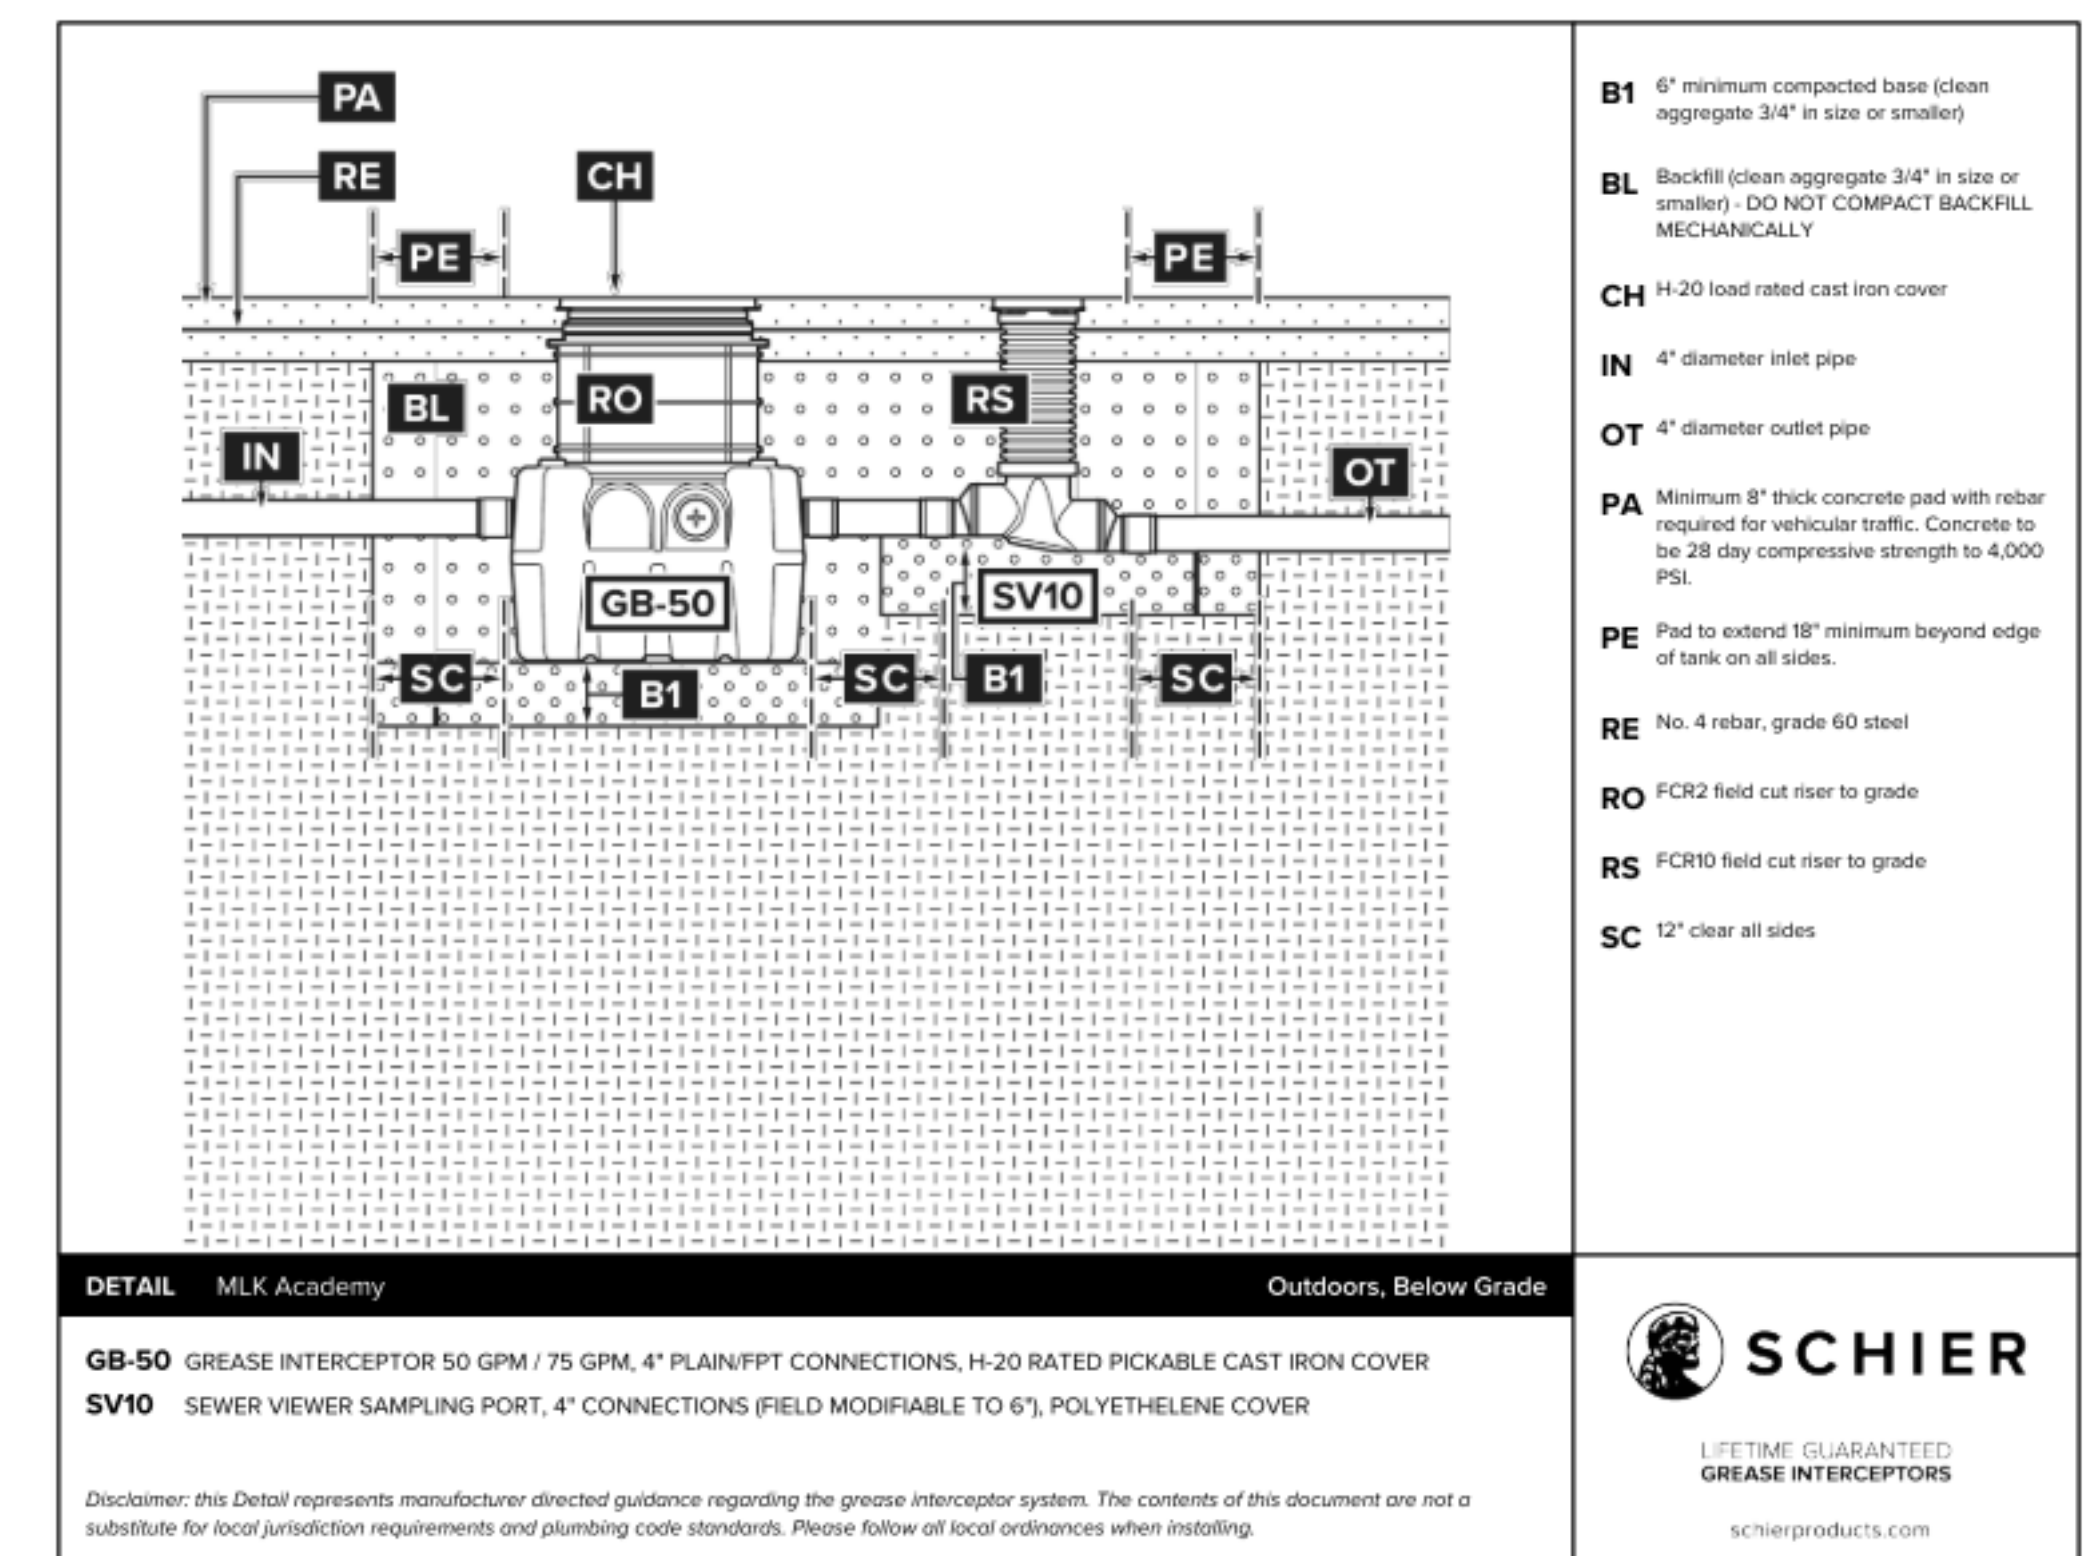 PA
RE
CH
PE
PE
BL
RO
RS
IN
OT
GB-50
SV10
SC
B1
SC
B1
SC
B1 6" minimum compacted base (clean
aggregate 3/4" in size or smaller)
BL Backfill (clean aggregate 3/4" in size or
smaller) - DO NOT COMPACT BACKFILL
MECHANICALLY
CH H-20 load rated cast iron cover
IN 4" diameter inlet pipe
OT 4" diameter outlet pipe
PA Minimum 8" thick concrete pad with rebar
required for vehicular traffic. Concrete to
be 28 day compressive strength to 4,000
PSI.
PE Pad to extend 18" minimum beyond edge
of tank on all sides.
RE No. 4 rebar, grade 60 steel
RO FCR2 field cut riser to grade
RS FCR10 field cut riser to grade
SC 12" clear all sides
DETAIL MLK Academy Outdoors, Below Grade
GB-50 GREASE INTERCEPTOR 50 GPM / 75 GPM, 4" PLAIN/FPT CONNECTIONS, H-20 RATED PICKABLE CAST IRON COVER
SV10 SEWER VIEWER SAMPLING PORT, 4" CONNECTIONS (FIELD MODIFIABLE TO 6"), POLYETHELENE COVER
Disclaimer: this Detail represents manufacturer directed guidance regarding the grease interceptor system. The contents of this document are not a
substitute for local jurisdiction requirements and plumbing code standards. Please follow all local ordinances when installing.
SCHIER
LIFETIME GUARANTEED
GREASE INTERCEPTORS
schierproducts.com